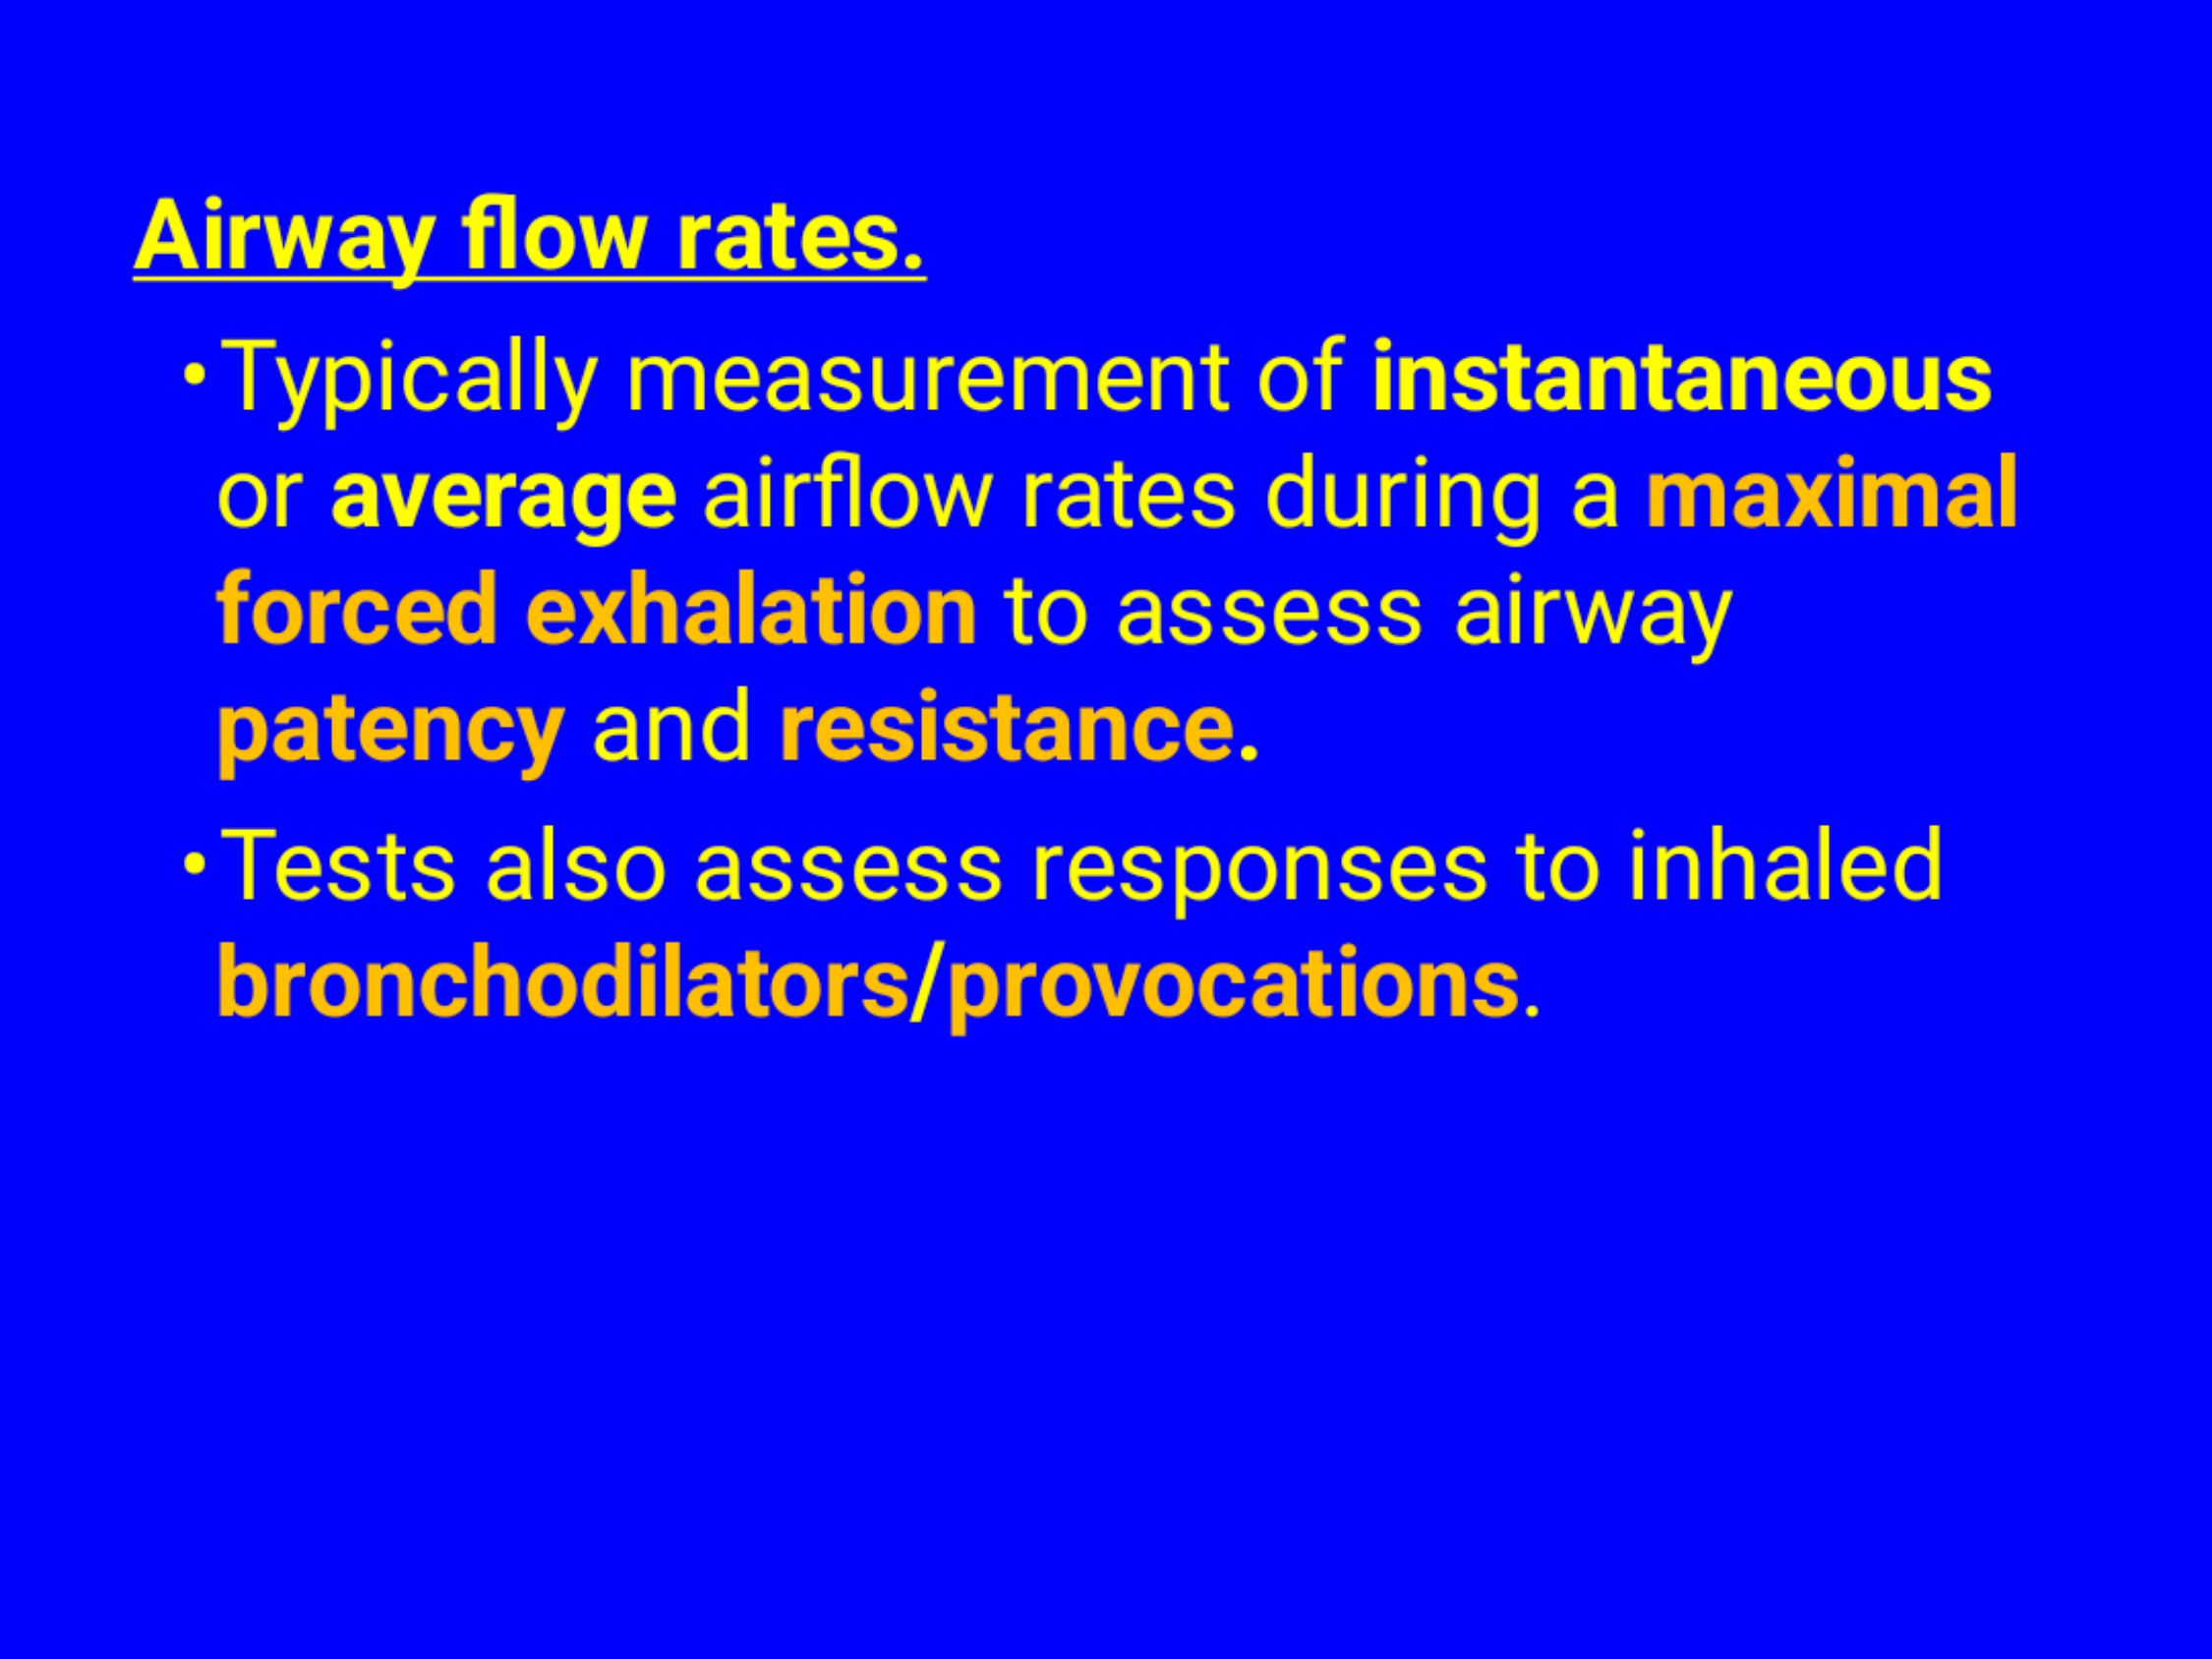 Airway flow rates.
•Typically measurement of instantaneous
or average airflow rates during a maximal
forced exhalation to assess airway
patency and resistance.
•Tests also assess responses to inhaled
bronchodilators/provocations.